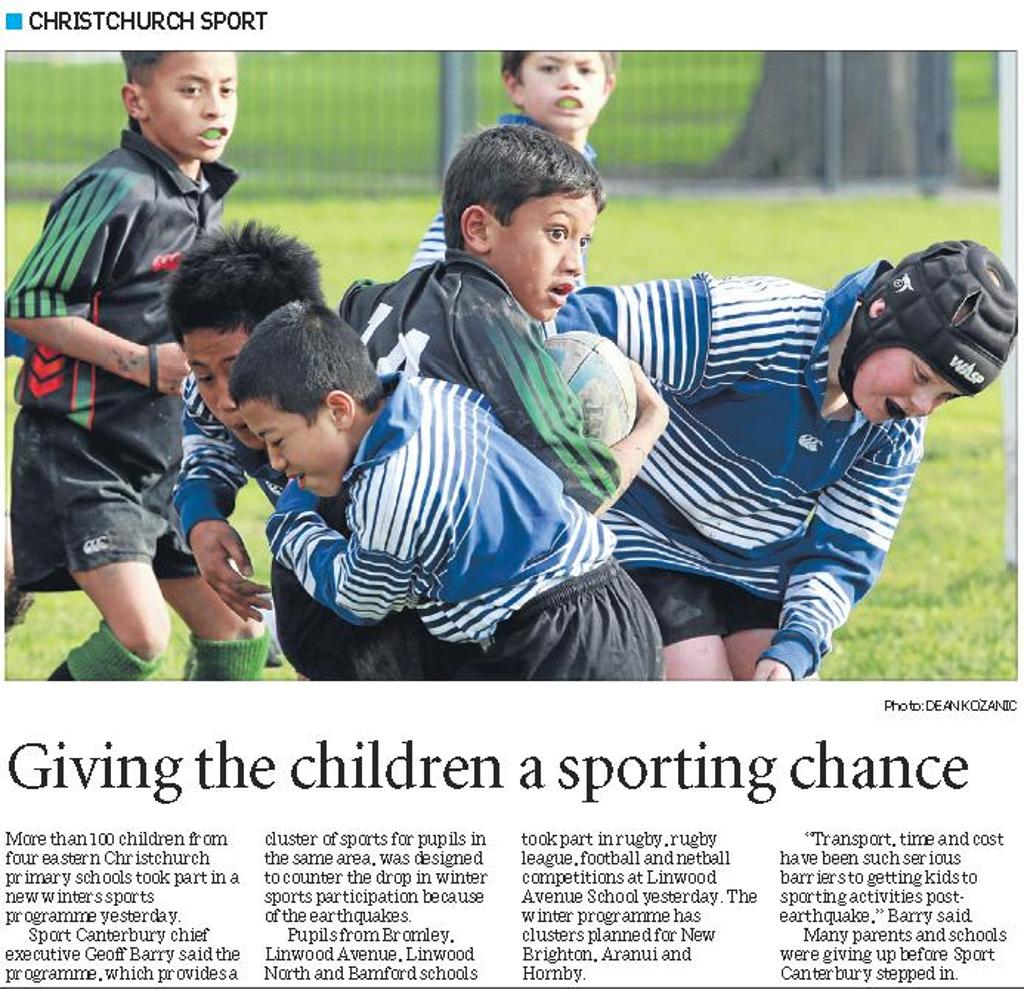 CHRISTCHURCH SPORT
WASP
Photo: DEAN KOZANIC
Giving the children a sporting chance
More than 100 children from
four eastern Christchurch
primary schools took part in a
new winters sports
programme yesterday.
Sport Canterbury chief
executive Geoff Barry said the
programme, which provides a
cluster of sports for pupils in
the same area, was designed
to counter the drop in winter
sports participation because
of the earthquakes.
Pupils from Bromley,
Linwood Avenue, Linwood
North and Bamford schools
took part in rugby, rugby
league, football and netball
competitions at Linwood
Avenue School yesterday. The
winter programme has
clusters planned for New
Brighton, Aranui and
Hornby.
"Transport, time and cost
have been such serious
barriers to getting kids to
sporting activities post-
earthquake," Barry said.
Many parents and schools
were giving up before Sport
Canterbury stepped in.